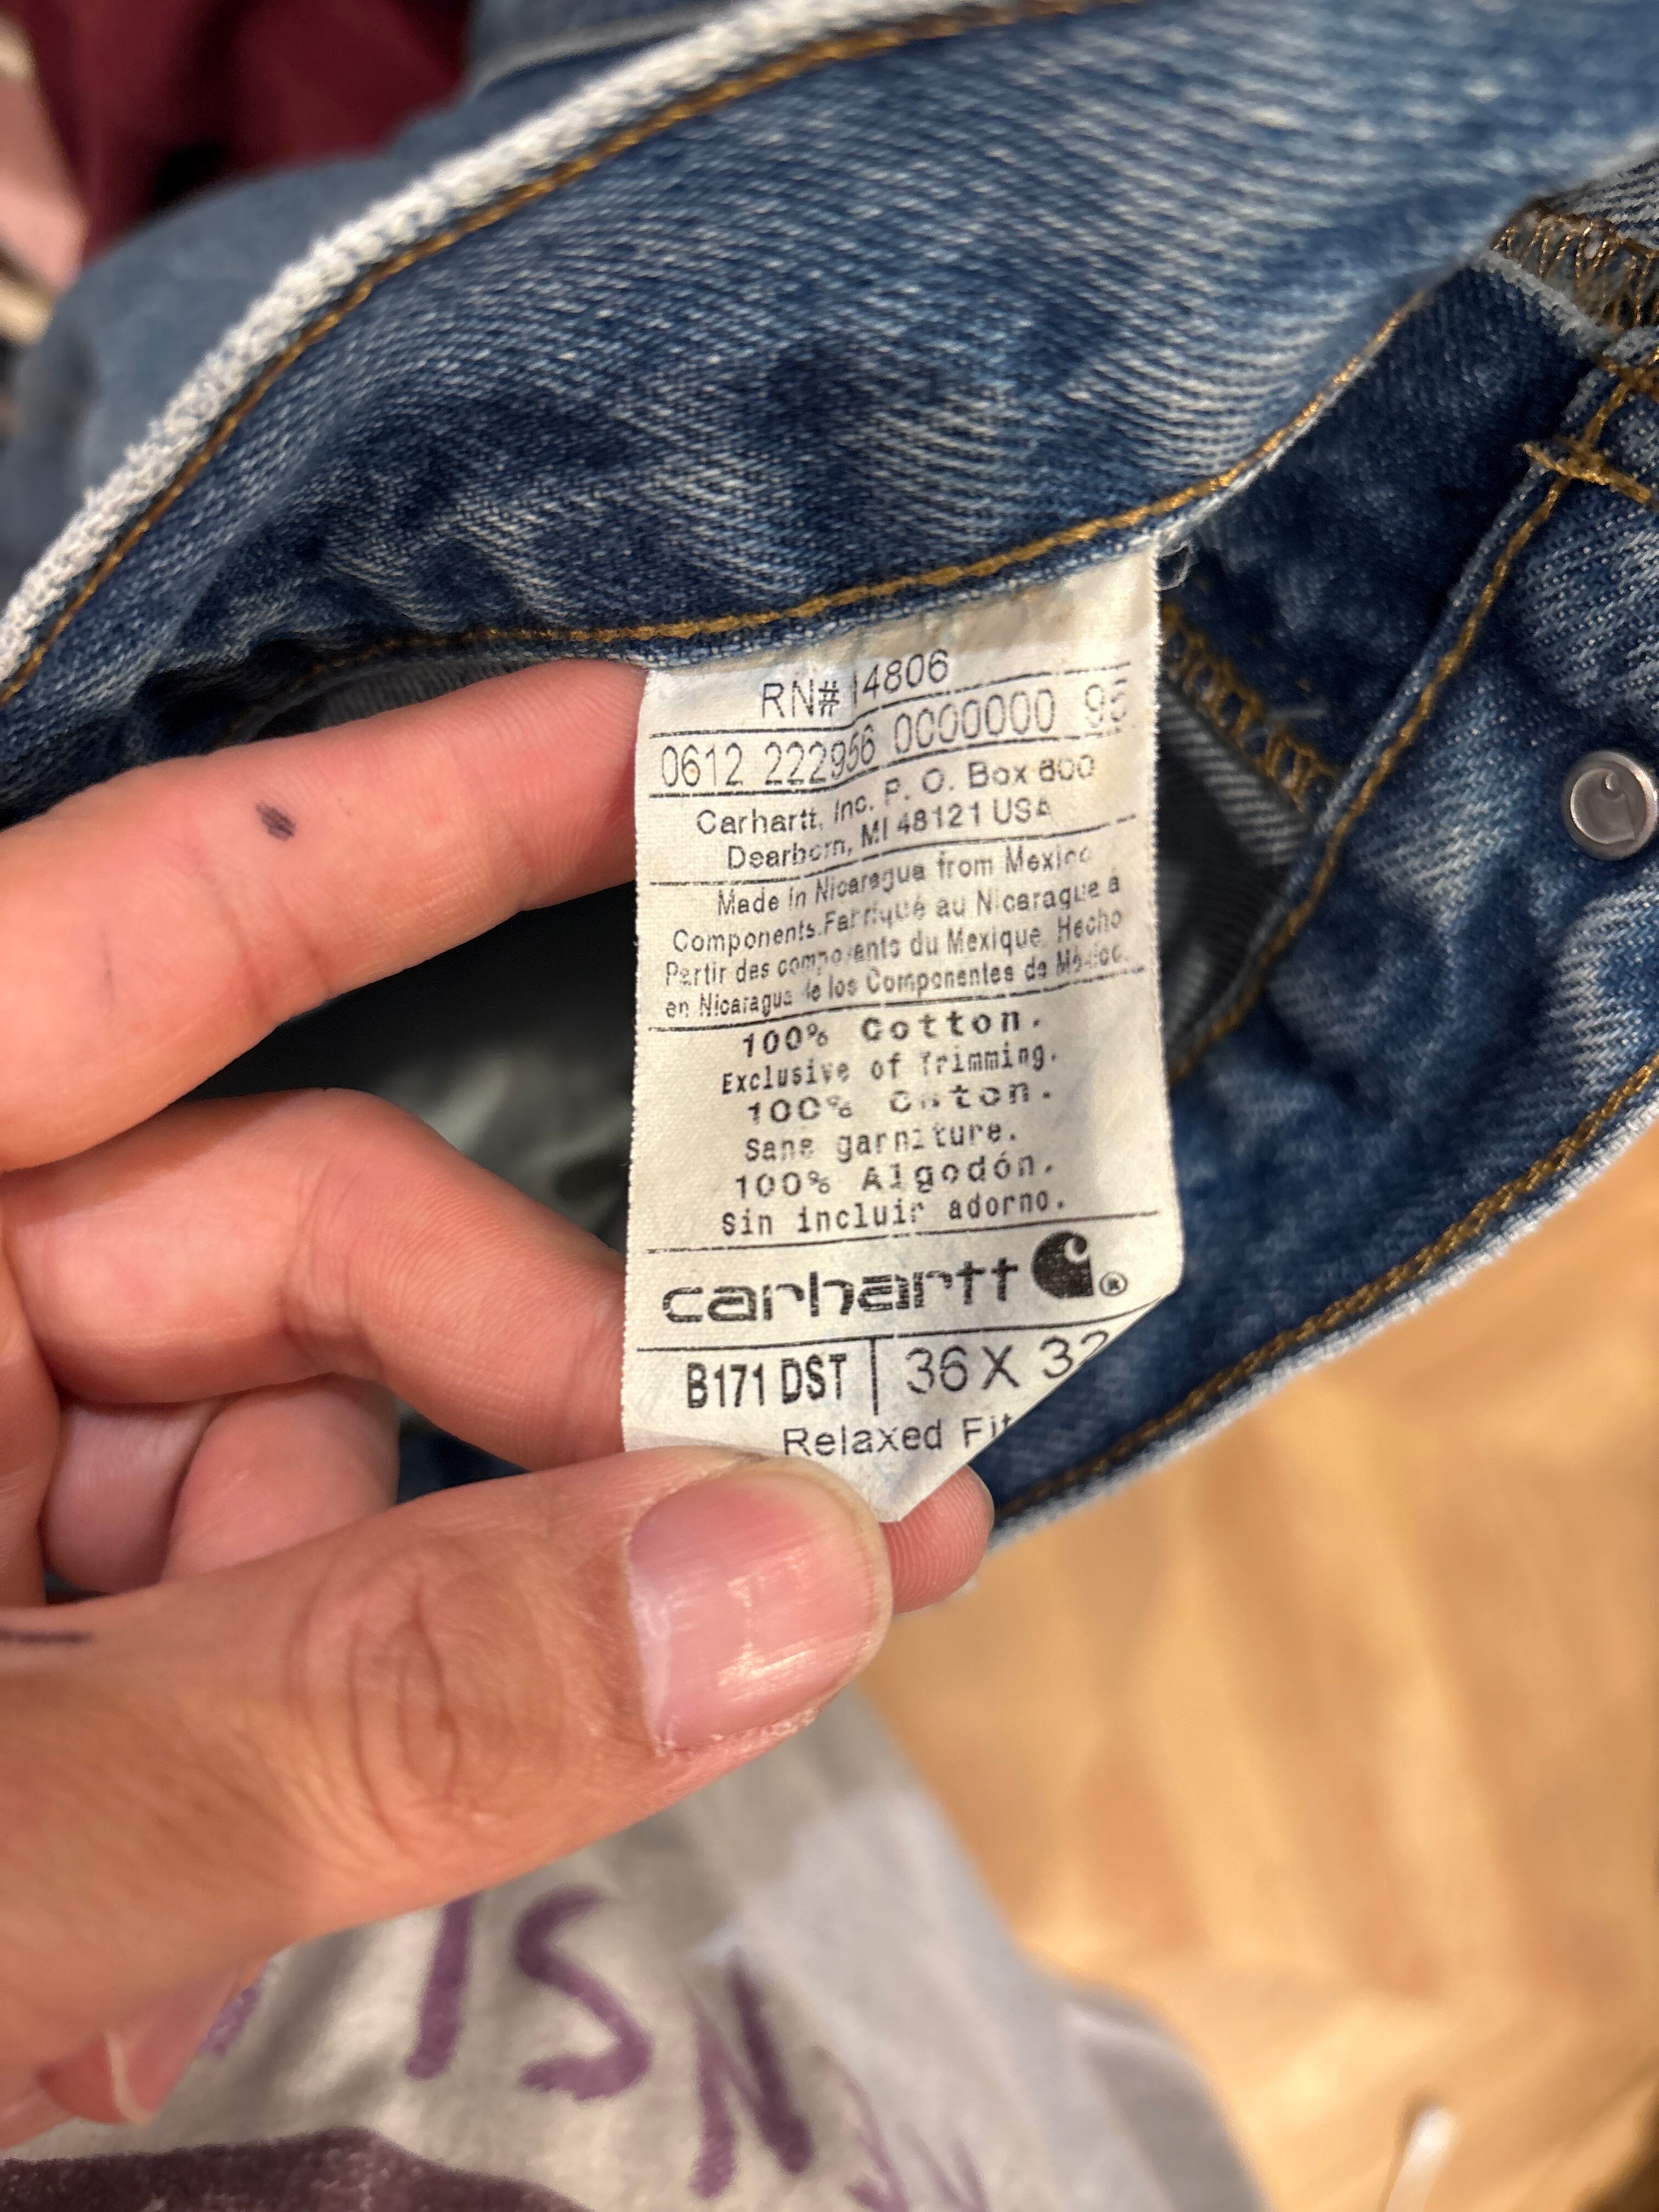 RN# 14806
0612 222956 0000000 95
Carhartt, Inc. P. O. Box 600
Dearborn, MI 48121 USA
Made in Nicaragua from Mexico
Components.Fabriqué au Nicaragua à
Partir des composants du Mexique. Hecho
en Nicaragua de los Componentes de México.
100% Cotton.
Exclusive of Trimming.
100% Coton.
Sans garniture.
100% Algodón.
Sin incluir adorno.
carhartt ®
B171 DST | 36 X 32
Relaxed Fit